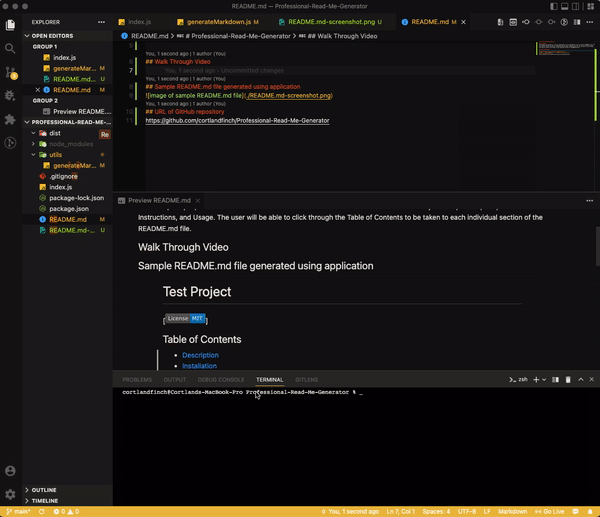 README.md — Professional-Read-Me-Generator
EXPLORER
OPEN EDITORS
GROUP 1
index.js
generateMar... M
README.md... U
README.md M
GROUP 2
Preview README....
PROFESSIONAL-READ-ME-...
dist
Re
node_modules
utils
generateMar... M
.gitignore
index.js
package-lock.json
package.json
README.md M
README.md-... U
OUTLINE
TIMELINE
index.js
generateMarkdown.js M
README.md-screenshot.png U
README.md M
README.md > # Professional-Read-Me-Generator > ## Walk Through Video
5
You, 1 second ago | 1 author (You)
6 ## Walk Through Video
7 You, 1 second ago • Uncommitted changes
You, 1 second ago | 1 author (You)
8 ## Sample README.md file generated using application
9 ![image of sample README.md file](./README.md-screenshot.png)
You, 1 second ago | 1 author (You)
10 ## URL of GitHub repository
11 https://github.com/cortlandfinch/Professional-Read-Me-Generator
Preview README.md
Instructions, and Usage. The user will be able to click through the Table of Contents to be taken to each individual section of the
README.md file.
Walk Through Video
Sample README.md file generated using application
Test Project
[License MIT]
Table of Contents
• Description
• Installation
PROBLEMS OUTPUT DEBUG CONSOLE TERMINAL GITLENS
zsh
cortlandfinch@Cortlands-MacBook-Pro Professional-Read-Me-Generator % _
main* 0 0 You, 1 second ago Ln 7, Col 1 Spaces: 4 UTF-8 LF Markdown Go Live